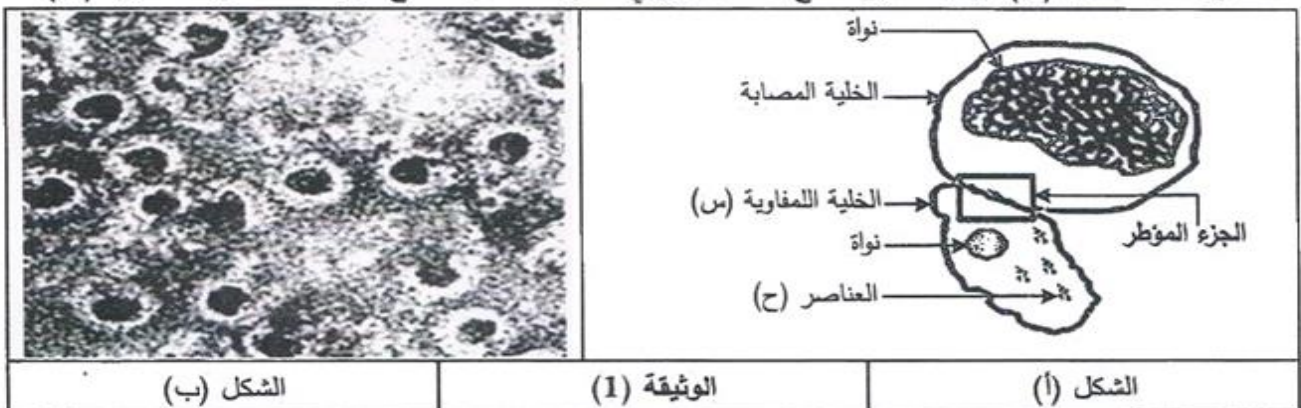 نواة
الخلية المصابة
الخلية اللمفاوية (س)
الجزء المؤطر
نواة
العناصر (ح)
الشكل (أ)
الوثيقة (1)
الشكل (ب)